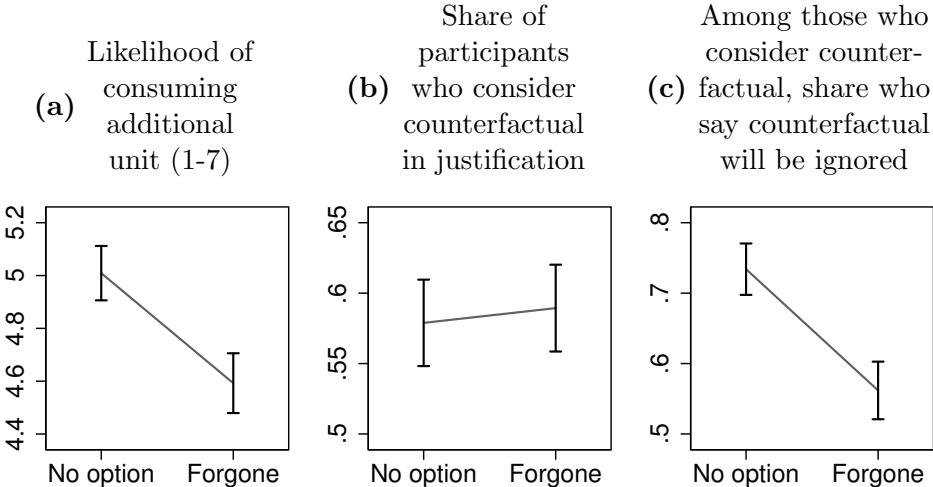 (a)
Likelihood of
consuming
additional
unit (1-7)
5.2
5
4.8
4.6
4.4
No option
Forgone
(b)
Share of
participants
who consider
counterfactual
in justification
.65
.6
.55
.5
No option
Forgone
(c)
Among those who
consider counter-
factual, share who
say counterfactual
will be ignored
.8
.7
.6
.5
No option
Forgone